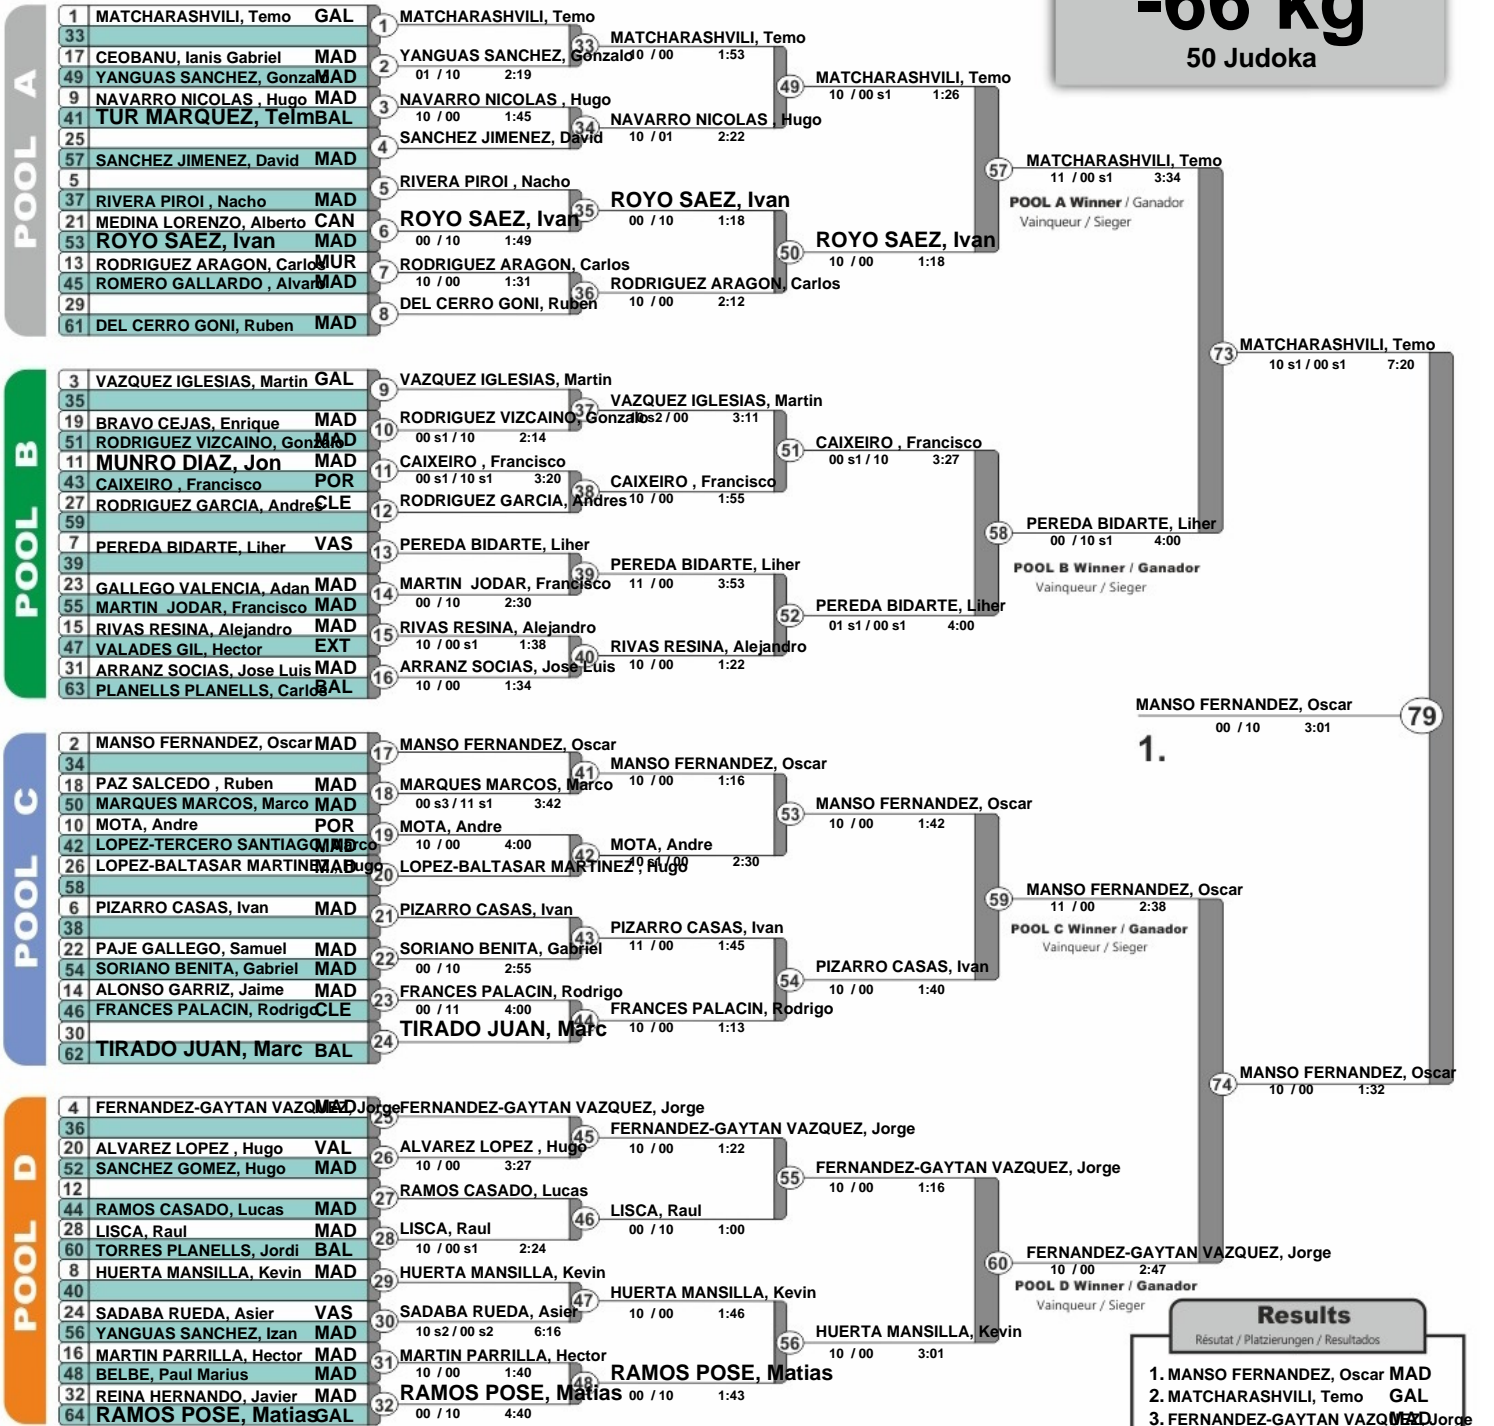 -66 kg
50 Judoka
POOL A
1 MATCHARASHVILI, Temo GAL
33
17 CEOBANU, Ianis Gabriel MAD
49 YANGUAS SANCHEZ, Gonzalo MAD
9 NAVARRO NICOLAS , Hugo MAD
41 TUR MARQUEZ, Telm BAL
25
57 SANCHEZ JIMENEZ, David MAD
5
37 RIVERA PIROI , Nacho MAD
21 MEDINA LORENZO, Alberto CAN
53 ROYO SAEZ, Ivan MAD
13 RODRIGUEZ ARAGON, Carlos MUR
45 ROMERO GALLARDO , Alvaro MAD
29
61 DEL CERRO GONI, Ruben MAD
1 MATCHARASHVILI, Temo
2 YANGUAS SANCHEZ, Gonzalo
01 / 10 2:19
3 NAVARRO NICOLAS , Hugo
10 / 00 1:45
4 SANCHEZ JIMENEZ, David
5 RIVERA PIROI , Nacho
6 ROYO SAEZ, Ivan
00 / 10 1:49
7 RODRIGUEZ ARAGON, Carlos
10 / 00 1:31
8 DEL CERRO GONI, Ruben
33 MATCHARASHVILI, Temo
10 / 00 1:53
34 NAVARRO NICOLAS , Hugo
10 / 01 2:22
35 ROYO SAEZ, Ivan
00 / 10 1:18
36 RODRIGUEZ ARAGON, Carlos
10 / 00 2:12
49 MATCHARASHVILI, Temo
10 / 00 s1 1:26
50 ROYO SAEZ, Ivan
10 / 00 1:18
57 MATCHARASHVILI, Temo
11 / 00 s1 3:34
POOL A Winner / Ganador
Vainqueur / Sieger
POOL B
3 VAZQUEZ IGLESIAS, Martin GAL
35
19 BRAVO CEJAS, Enrique MAD
51 RODRIGUEZ VIZCAINO, Gonzalo MAD
11 MUNRO DIAZ, Jon MAD
43 CAIXEIRO , Francisco POR
27 RODRIGUEZ GARCIA, Andres CLE
59
7 PEREDA BIDARTE, Liher VAS
39
23 GALLEGO VALENCIA, Adan MAD
55 MARTIN JODAR, Francisco MAD
15 RIVAS RESINA, Alejandro MAD
47 VALADES GIL, Hector EXT
31 ARRANZ SOCIAS, Jose Luis MAD
63 PLANELLS PLANELLS, Carlos BAL
9 VAZQUEZ IGLESIAS, Martin
10 RODRIGUEZ VIZCAINO, Gonzalo
00 s1 / 10 2:14
11 CAIXEIRO , Francisco
00 s1 / 10 s1 3:20
12 RODRIGUEZ GARCIA, Andres
13 PEREDA BIDARTE, Liher
14 MARTIN JODAR, Francisco
00 / 10 2:30
15 RIVAS RESINA, Alejandro
10 / 00 s1 1:38
16 ARRANZ SOCIAS, Jose Luis
10 / 00 1:34
37 VAZQUEZ IGLESIAS, Martin
10 s2 / 00 3:11
38 CAIXEIRO , Francisco
10 / 00 1:55
39 PEREDA BIDARTE, Liher
11 / 00 3:53
40 RIVAS RESINA, Alejandro
10 / 00 1:22
51 CAIXEIRO , Francisco
00 s1 / 10 3:27
52 PEREDA BIDARTE, Liher
01 s1 / 00 s1 4:00
58 PEREDA BIDARTE, Liher
00 / 10 s1 4:00
POOL B Winner / Ganador
Vainqueur / Sieger
73 MATCHARASHVILI, Temo
10 s1 / 00 s1 7:20
MANSO FERNANDEZ, Oscar 79
00 / 10 3:01
1.
POOL C
2 MANSO FERNANDEZ, Oscar MAD
34
18 PAZ SALCEDO , Ruben MAD
50 MARQUES MARCOS, Marco MAD
10 MOTA, Andre POR
42 LOPEZ-TERCERO SANTIAGO, Marco MAD
26 LOPEZ-BALTASAR MARTINEZ , Hugo MAD
58
6 PIZARRO CASAS, Ivan MAD
38
22 PAJE GALLEGO, Samuel MAD
54 SORIANO BENITA, Gabriel MAD
14 ALONSO GARRIZ, Jaime MAD
46 FRANCES PALACIN, Rodrigo CLE
30
62 TIRADO JUAN, Marc BAL
17 MANSO FERNANDEZ, Oscar
18 MARQUES MARCOS, Marco
00 s3 / 11 s1 3:42
19 MOTA, Andre
10 / 00 4:00
20 LOPEZ-BALTASAR MARTINEZ , Hugo
21 PIZARRO CASAS, Ivan
22 SORIANO BENITA, Gabriel
00 / 10 2:55
23 FRANCES PALACIN, Rodrigo
00 / 11 4:00
24 TIRADO JUAN, Marc
41 MANSO FERNANDEZ, Oscar
10 / 00 1:16
42 MOTA, Andre
10 s1 / 00 2:30
43 PIZARRO CASAS, Ivan
11 / 00 1:45
44 FRANCES PALACIN, Rodrigo
10 / 00 1:13
53 MANSO FERNANDEZ, Oscar
10 / 00 1:42
54 PIZARRO CASAS, Ivan
10 / 00 1:40
59 MANSO FERNANDEZ, Oscar
11 / 00 2:38
POOL C Winner / Ganador
Vainqueur / Sieger
74 MANSO FERNANDEZ, Oscar
10 / 00 1:32
POOL D
4 FERNANDEZ-GAYTAN VAZQUEZ, Jorge MAD
36
20 ALVAREZ LOPEZ , Hugo VAL
52 SANCHEZ GOMEZ, Hugo MAD
12
44 RAMOS CASADO, Lucas MAD
28 LISCA, Raul MAD
60 TORRES PLANELLS, Jordi BAL
8 HUERTA MANSILLA, Kevin MAD
40
24 SADABA RUEDA, Asier VAS
56 YANGUAS SANCHEZ, Izan MAD
16 MARTIN PARRILLA, Hector MAD
48 BELBE, Paul Marius MAD
32 REINA HERNANDO, Javier MAD
64 RAMOS POSE, Matias GAL
25 FERNANDEZ-GAYTAN VAZQUEZ, Jorge
26 ALVAREZ LOPEZ , Hugo
10 / 00 3:27
27 RAMOS CASADO, Lucas
28 LISCA, Raul
10 / 00 s1 2:24
29 HUERTA MANSILLA, Kevin
30 SADABA RUEDA, Asier
10 s2 / 00 s2 6:16
31 MARTIN PARRILLA, Hector
10 / 00 1:40
32 RAMOS POSE, Matias
00 / 10 4:40
45 FERNANDEZ-GAYTAN VAZQUEZ, Jorge
10 / 00 1:22
46 LISCA, Raul
00 / 10 1:00
47 HUERTA MANSILLA, Kevin
10 / 00 1:46
48 RAMOS POSE, Matias
00 / 10 1:43
55 FERNANDEZ-GAYTAN VAZQUEZ, Jorge
10 / 00 1:16
56 HUERTA MANSILLA, Kevin
10 / 00 3:01
60 FERNANDEZ-GAYTAN VAZQUEZ, Jorge
10 / 00 2:47
POOL D Winner / Ganador
Vainqueur / Sieger
Results
Résutat / Platzierungen / Resultados
1. MANSO FERNANDEZ, Oscar MAD
2. MATCHARASHVILI, Temo GAL
3. FERNANDEZ-GAYTAN VAZQUEZ, Jorge MAD